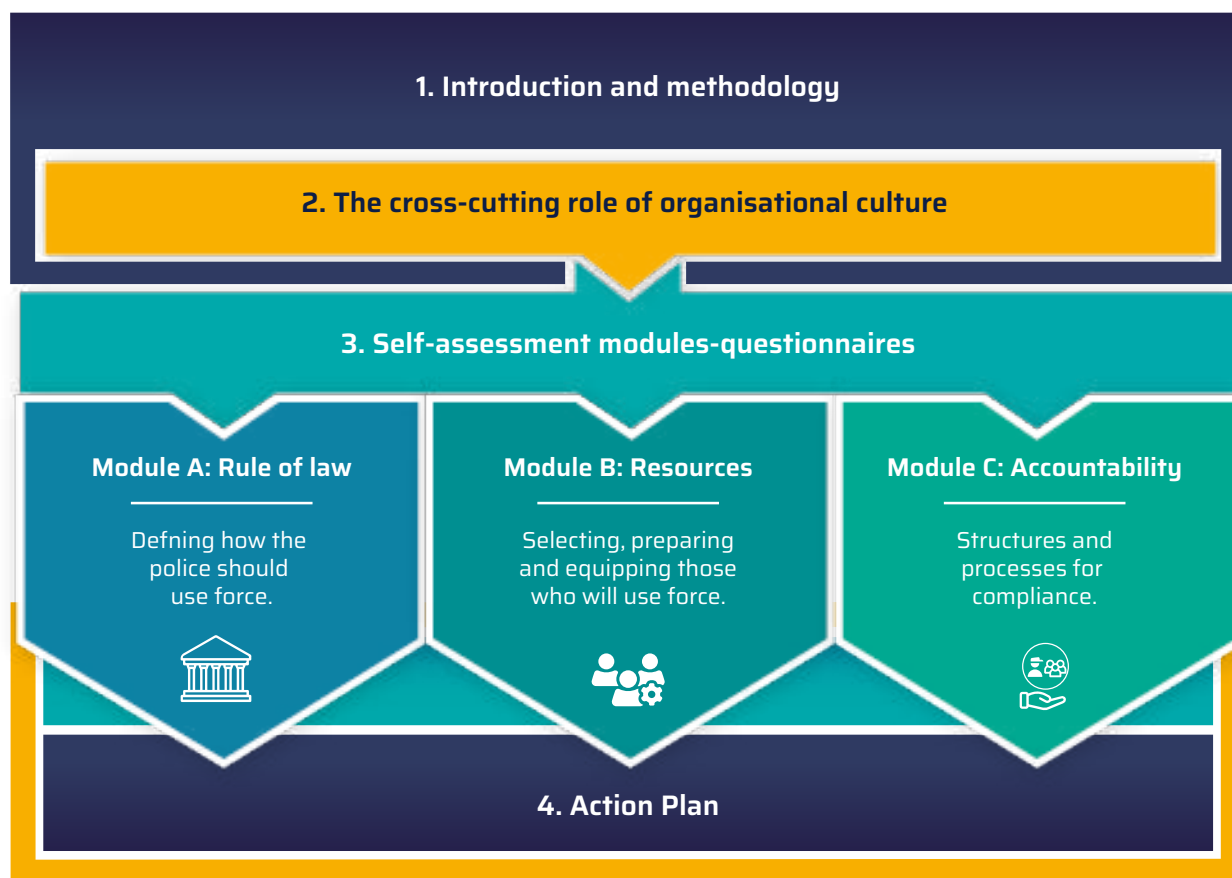 1. Introduction and methodology
2. The cross-cutting role of organisational culture
3. Self-assessment modules-questionnaires
Module A: Rule of law
Defning how the
police should
use force.
Module B: Resources
Selecting, preparing
and equipping those
who will use force.
Module C: Accountability
Structures and
processes for
compliance.
4. Action Plan